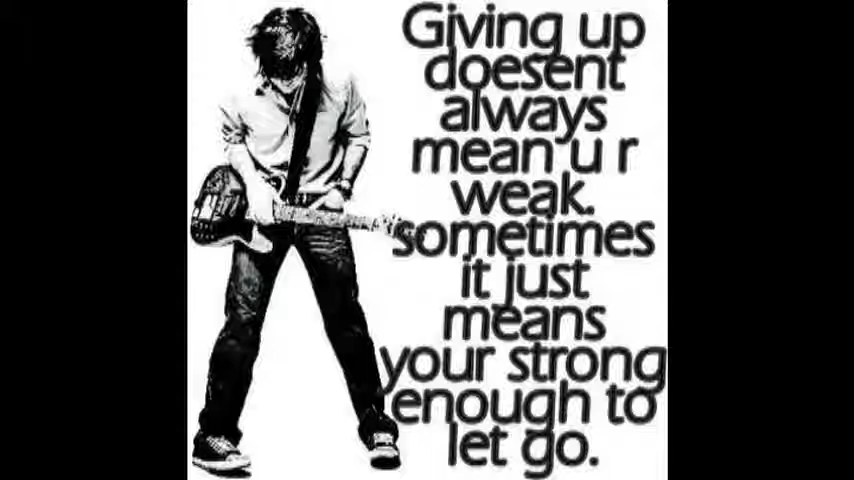 Giving up
doesent
always
mean u r
weak.
sometimes
it just
means
your strong
enough to
let go.